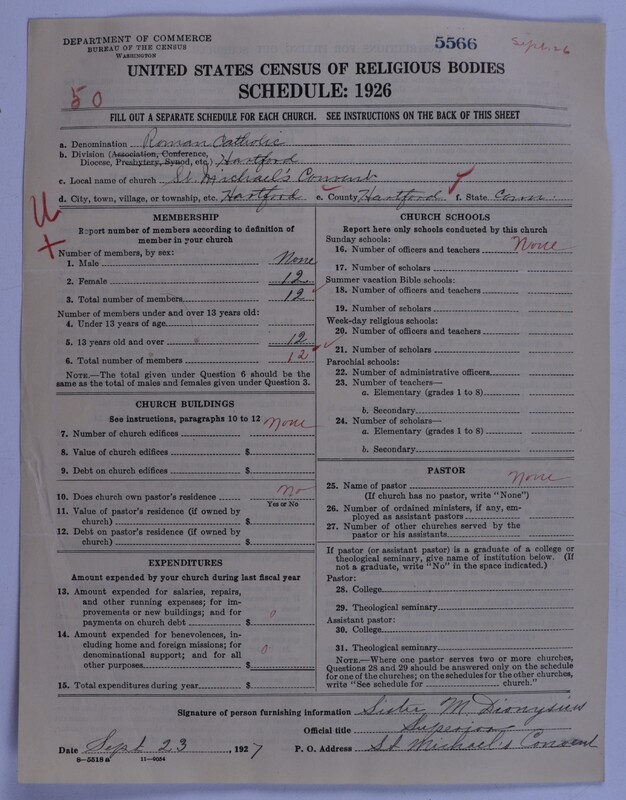 DEPARTMENT OF COMMERCE
BUREAU OF THE CENSUS
WASHINGTON
5566
Sept. 26
50
UNITED STATES CENSUS OF RELIGIOUS BODIES
SCHEDULE: 1926
FILL OUT A SEPARATE SCHEDULE FOR EACH CHURCH. SEE INSTRUCTIONS ON THE BACK OF THIS SHEET
a. Denomination Roman Catholic
b. Division (Association, Conference,
Diocese, Presbytery, Synod, etc.) Hartford
c. Local name of church St. Michael's Convent
d. City, town, village, or township, etc. Hartford e. County Hartford f. State Conn.
MEMBERSHIP
Report number of members according to definition of
member in your church
Number of members, by sex:
1. Male None
2. Female 12
3. Total number of members 12
Number of members under and over 13 years old:
4. Under 13 years of age
5. 13 years old and over 12
6. Total number of members 12
NOTE.—The total given under Question 6 should be the
same as the total of males and females given under Question 3.
CHURCH BUILDINGS
See instructions, paragraphs 10 to 12
7. Number of church edifices None
8. Value of church edifices $
9. Debt on church edifices $
10. Does church own pastor's residence No
Yes or No
11. Value of pastor's residence (if owned by
church) $
12. Debt on pastor's residence (if owned by
church) $
EXPENDITURES
Amount expended by your church during last fiscal year
13. Amount expended for salaries, repairs,
and other running expenses; for im-
provements or new buildings; and for
payments on church debt $ 0
14. Amount expended for benevolences, in-
cluding home and foreign missions; for
denominational support; and for all
other purposes $ 0
15. Total expenditures during year $
CHURCH SCHOOLS
Report here only schools conducted by this church
Sunday schools:
16. Number of officers and teachers None
17. Number of scholars
Summer vacation Bible schools:
18. Number of officers and teachers
19. Number of scholars
Week-day religious schools:
20. Number of officers and teachers
21. Number of scholars
Parochial schools:
22. Number of administrative officers
23. Number of teachers—
a. Elementary (grades 1 to 8)
b. Secondary
24. Number of scholars—
a. Elementary (grades 1 to 8)
b. Secondary
PASTOR
25. Name of pastor None
(If church has no pastor, write "None")
26. Number of ordained ministers, if any, em-
ployed as assistant pastors
27. Number of other churches served by the
pastor or his assistants
If pastor (or assistant pastor) is a graduate of a college or
theological seminary, give name of institution below. (If
not a graduate, write "No" in the space indicated.)
Pastor:
28. College
29. Theological seminary
Assistant pastor:
30. College
31. Theological seminary
NOTE.—Where one pastor serves two or more churches,
Questions 28 and 29 should be answered only on the schedule
for one of the churches; on the schedules for the other churches,
write "See schedule for church."
Signature of person furnishing information Sister M Dionysius
Official title Superior
Date Sept 23, 1927 P. O. Address St Michael's Convent
8—5318a 11—9054